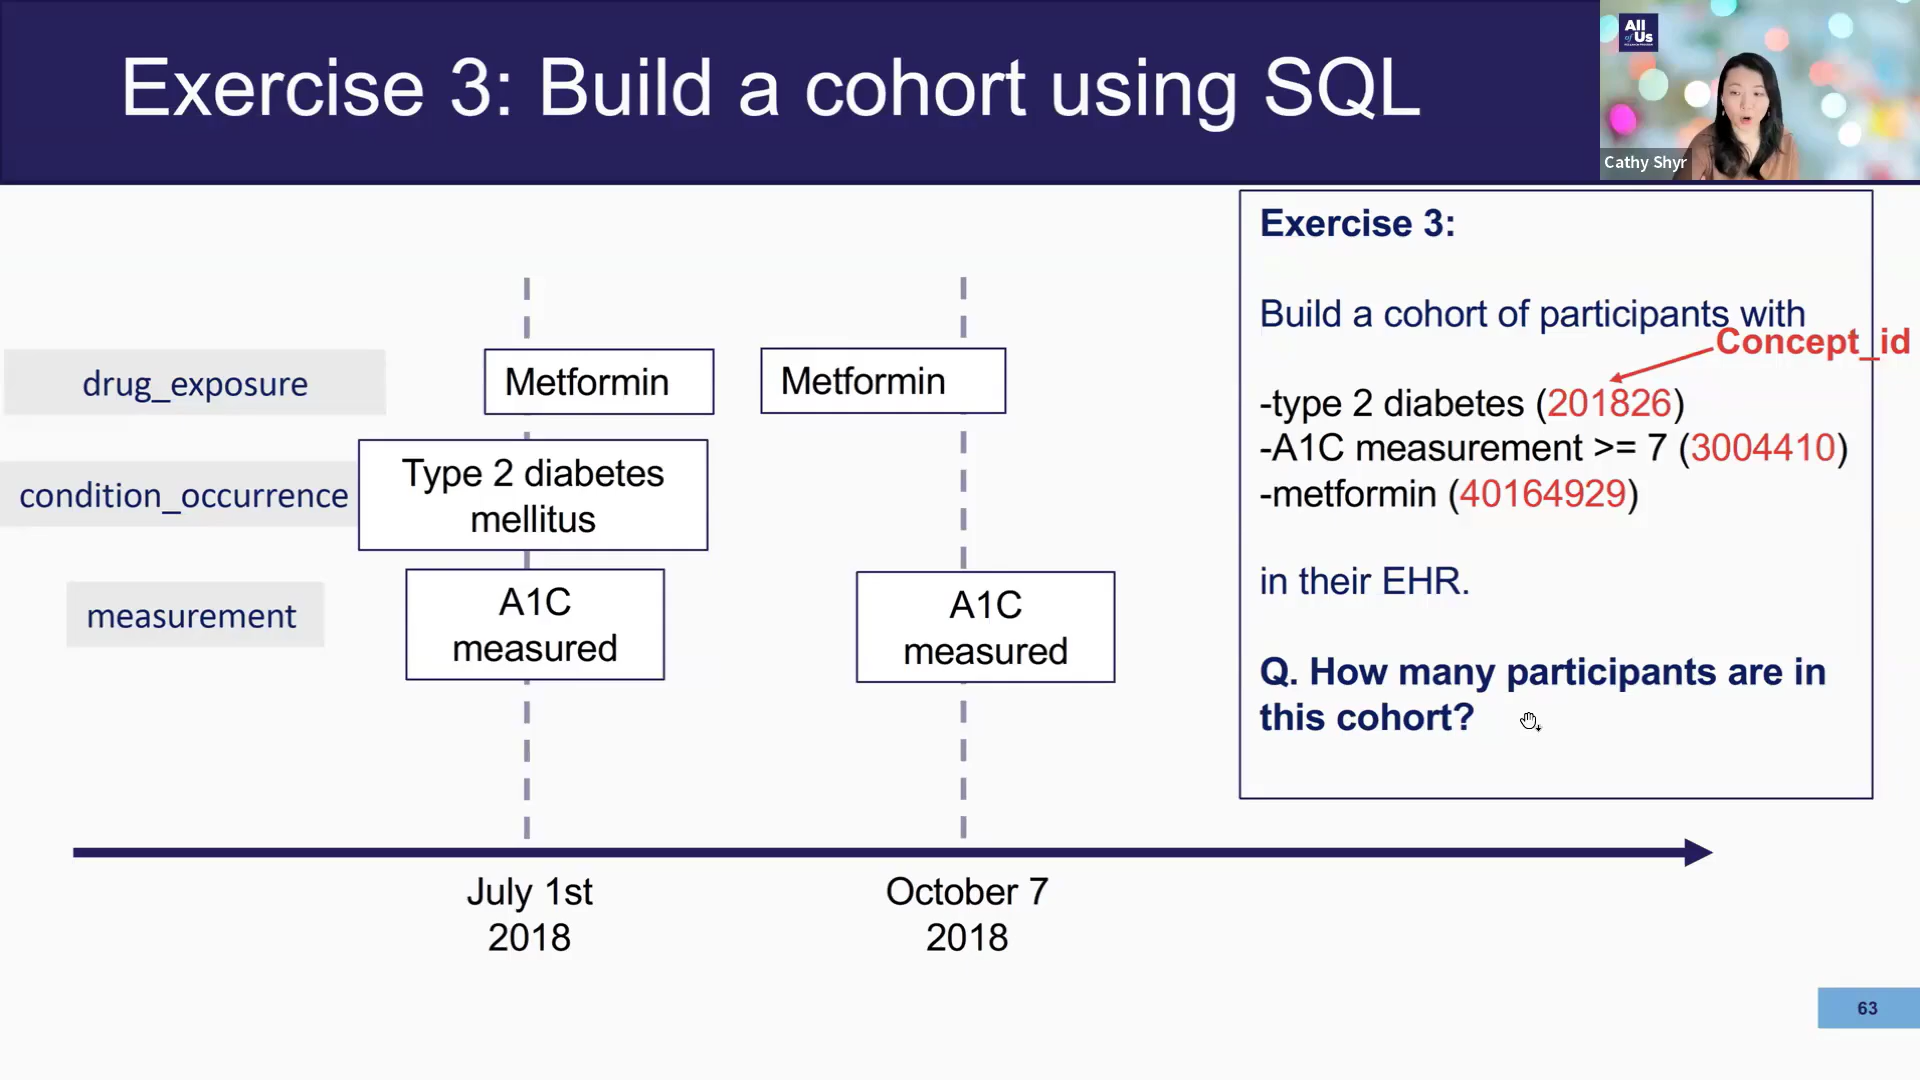 Exercise 3: Build a cohort using SQL
All
of Us
Cathy Shyr
drug_exposure
Metformin
Metformin
condition_occurrence
Type 2 diabetes
mellitus
measurement
A1C
measured
A1C
measured
July 1st
2018
October 7
2018
Exercise 3:
Build a cohort of participants with
Concept_id
-type 2 diabetes (201826)
-A1C measurement >= 7 (3004410)
-metformin (40164929)
in their EHR.
Q. How many participants are in
this cohort?
63